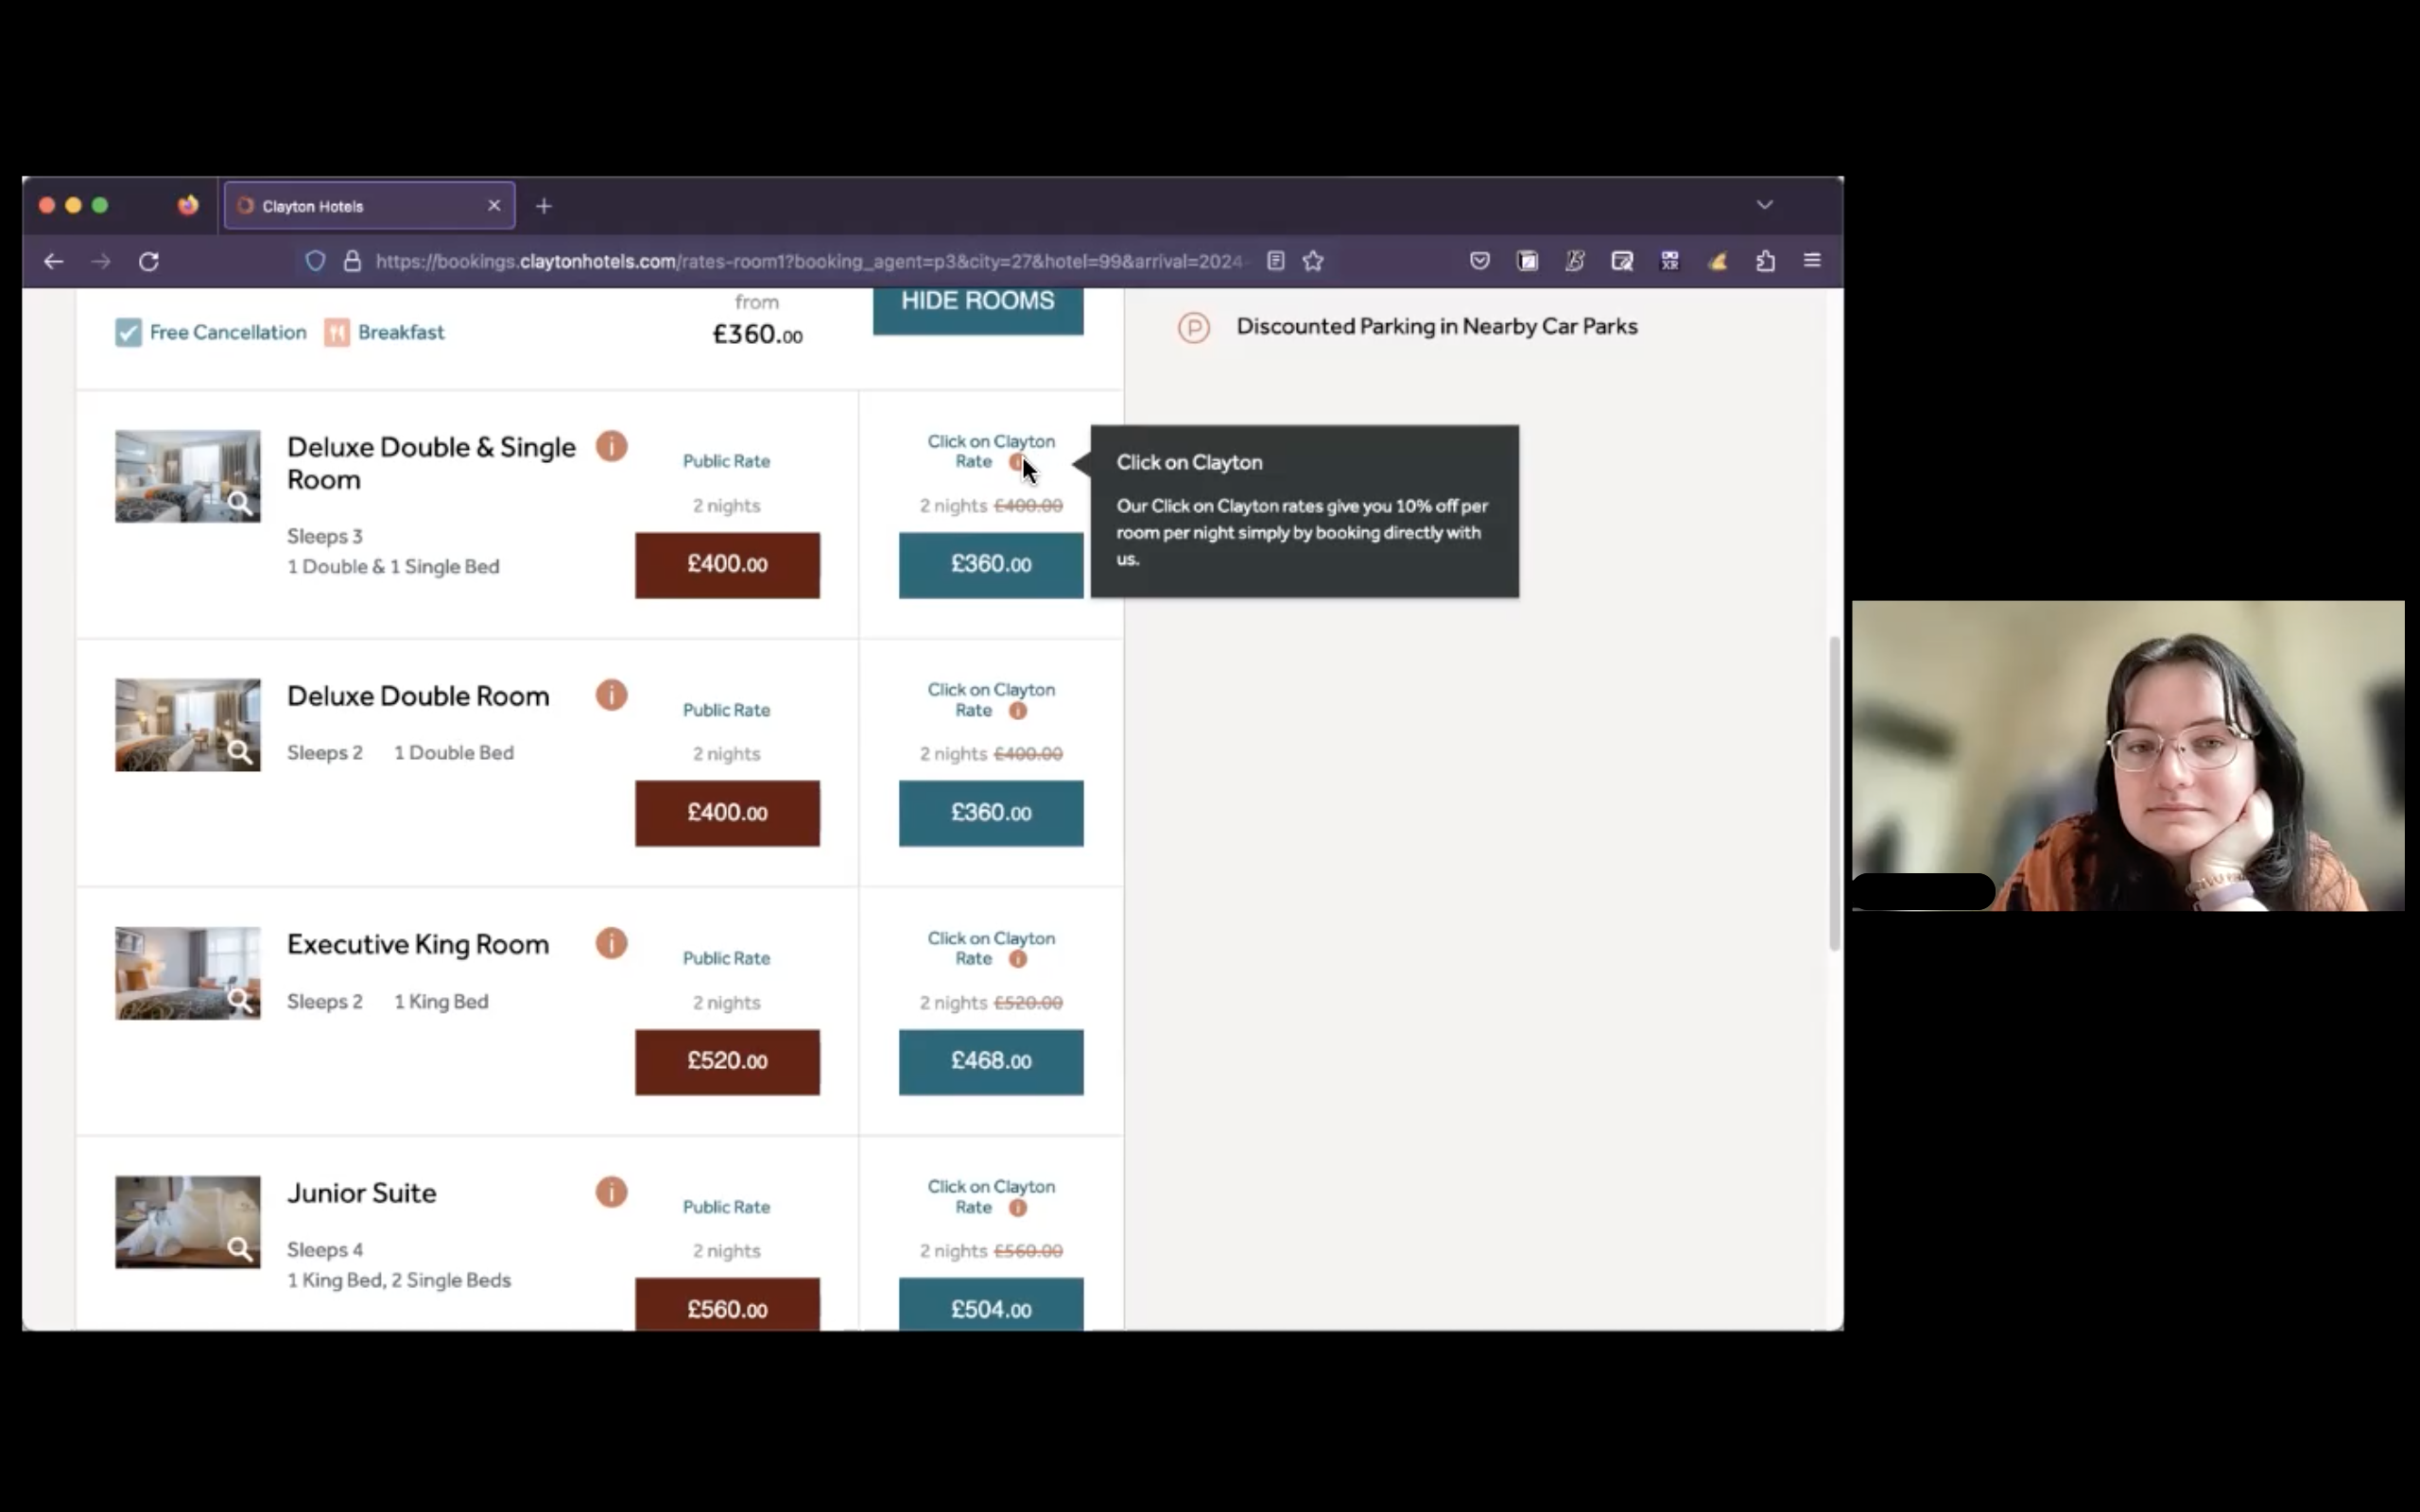 Clayton Hotels
https://bookings.claytonhotels.com/rates-room1?booking_agent=p3&city=27&hotel=99&arrival=2024-
Free Cancellation
Breakfast
from
£360.00
HIDE ROOMS
Discounted Parking in Nearby Car Parks
Deluxe Double & Single
Room
Sleeps 3
1 Double & 1 Single Bed
Public Rate
2 nights
£400.00
Click on Clayton
Rate
2 nights £400.00
£360.00
Click on Clayton
Our Click on Clayton rates give you 10% off per
room per night simply by booking directly with
us.
Deluxe Double Room
Sleeps 2 1 Double Bed
Public Rate
2 nights
£400.00
Click on Clayton
Rate
2 nights £400.00
£360.00
Executive King Room
Sleeps 2 1 King Bed
Public Rate
2 nights
£520.00
Click on Clayton
Rate
2 nights £520.00
£468.00
Junior Suite
Sleeps 4
1 King Bed, 2 Single Beds
Public Rate
2 nights
£560.00
Click on Clayton
Rate
2 nights £560.00
£504.00